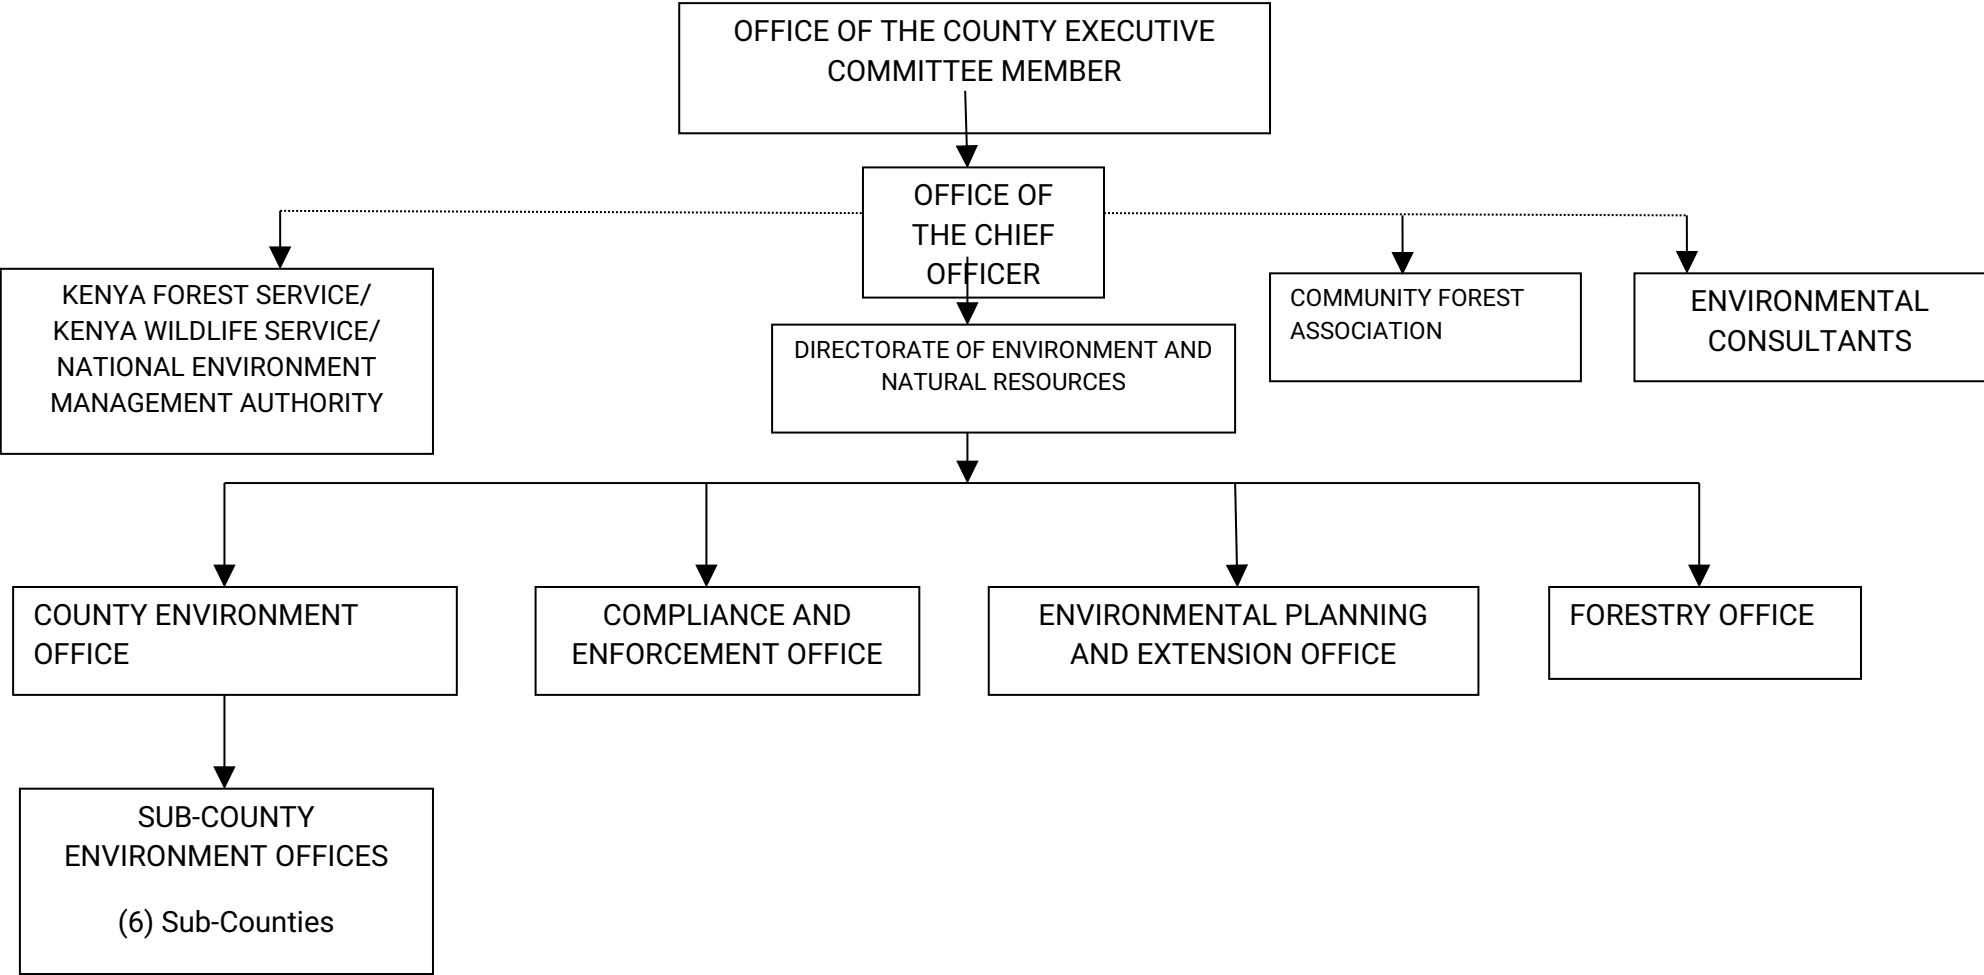 OFFICE OF THE COUNTY EXECUTIVE
COMMITTEE MEMBER
OFFICE OF
THE CHIEF
OFFICER
KENYA FOREST SERVICE/
KENYA WILDLIFE SERVICE/
NATIONAL ENVIRONMENT
MANAGEMENT AUTHORITY
DIRECTORATE OF ENVIRONMENT AND
NATURAL RESOURCES
COMMUNITY FOREST
ASSOCIATION
ENVIRONMENTAL
CONSULTANTS
COUNTY ENVIRONMENT
OFFICE
COMPLIANCE AND
ENFORCEMENT OFFICE
ENVIRONMENTAL PLANNING
AND EXTENSION OFFICE
FORESTRY OFFICE
SUB-COUNTY
ENVIRONMENT OFFICES
(6) Sub-Counties